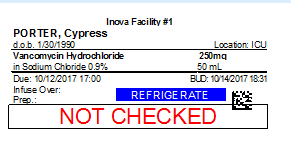 Inova Facility #1
PORTER, Cypress
d.o.b. 1/30/1990 Location: ICU
Vancomycin Hydrochloride 250mg
in Sodium Chloride 0.9% 50 mL
Due: 10/12/2017 17:00 BUD: 10/14/2017 18:31
Infuse Over:
REFRIGERATE
Prep.:
NOT CHECKED